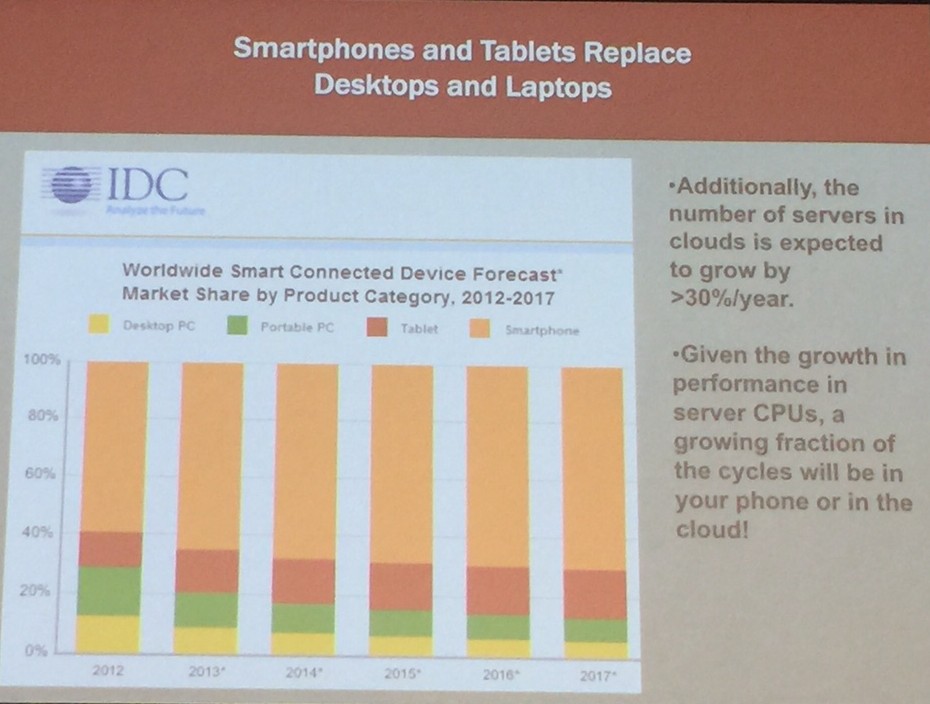 Smartphones and Tablets Replace
Desktops and Laptops
IDC
Analyze the Future
Worldwide Smart Connected Device Forecast*
Market Share by Product Category, 2012-2017
Desktop PC Portable PC Tablet Smartphone
100%
80%
60%
40%
20%
0%
2012 2013* 2014* 2015* 2016* 2017*
•Additionally, the
number of servers in
clouds is expected
to grow by
>30%/year.
•Given the growth in
performance in
server CPUs, a
growing fraction of
the cycles will be in
your phone or in the
cloud!